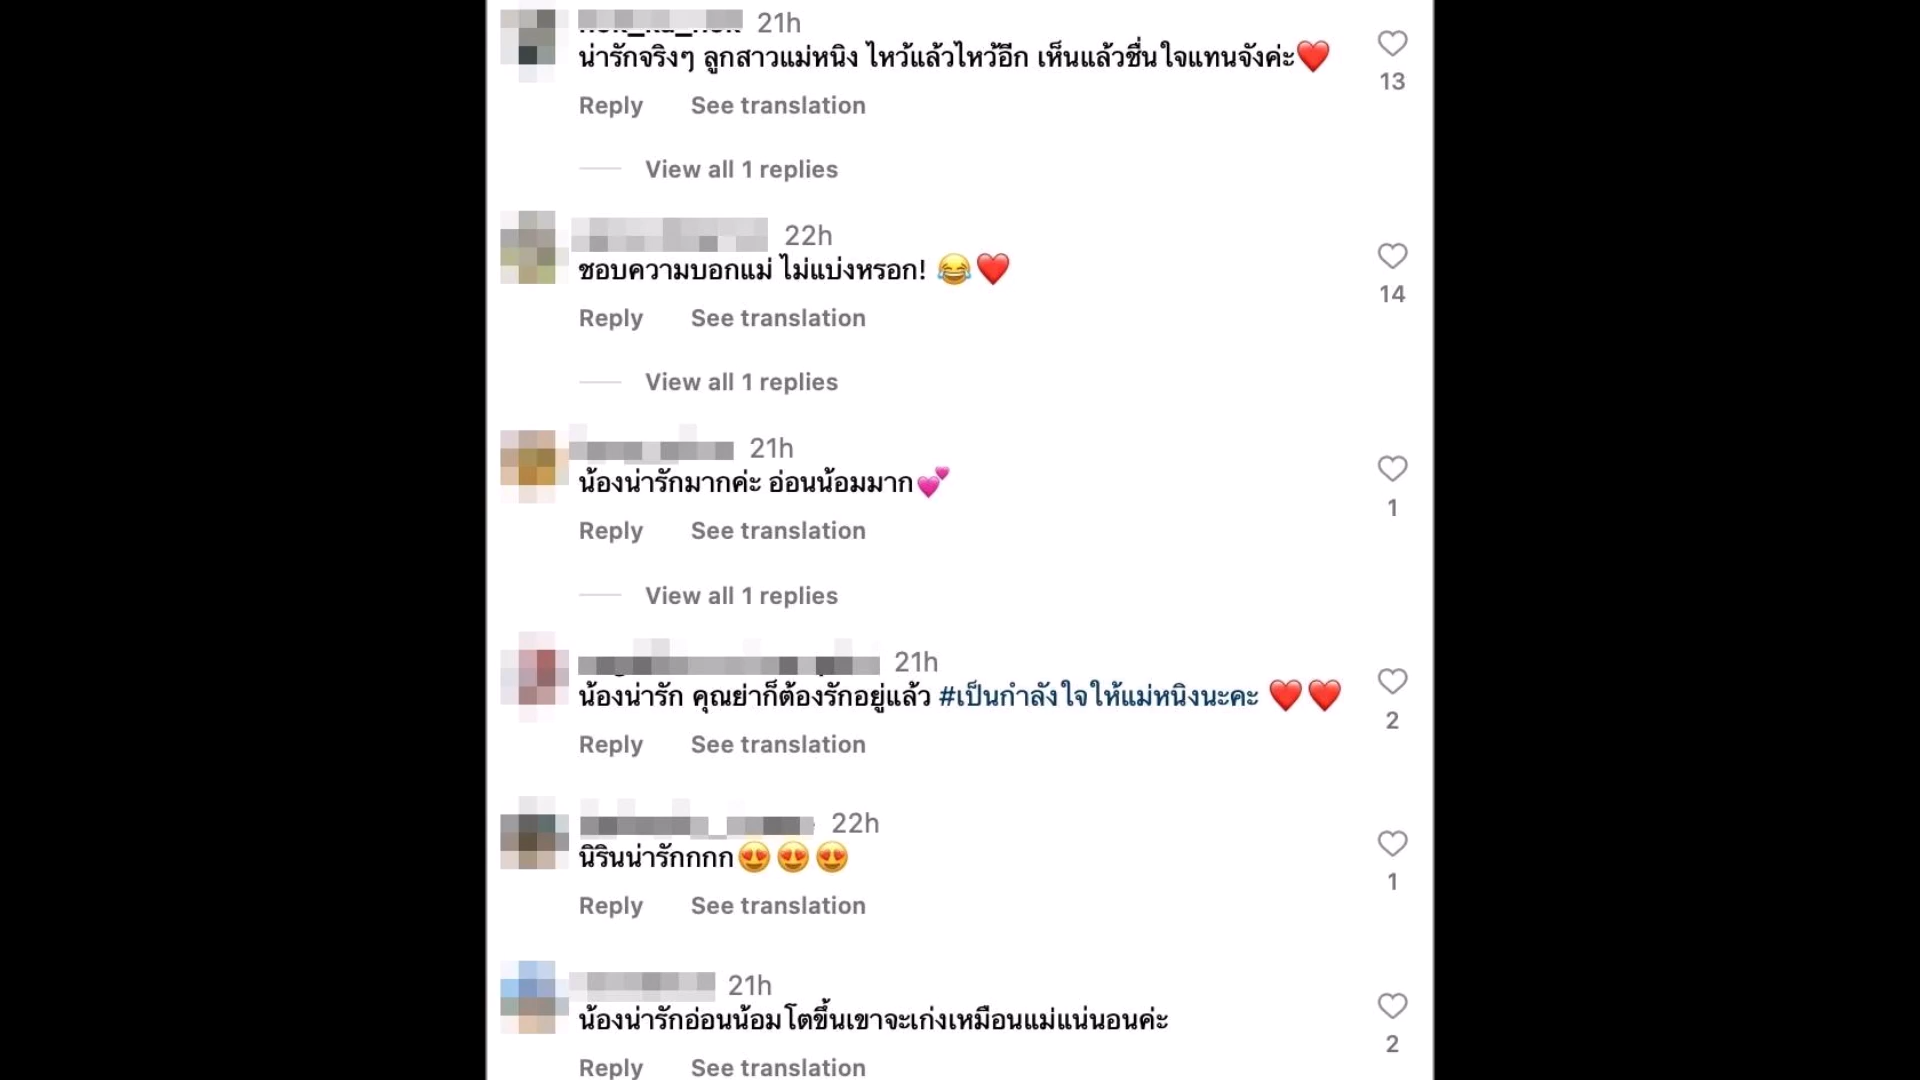 21h
น่ารักจริงๆ ลูกสาวแม่หนิง ไหว้แล้วไหว้อีก เห็นแล้วชื่นใจแทนจังค่ะ❤️
13
Reply See translation
View all 1 replies
22h
ชอบความบอกแม่ ไม่แบ่งหรอก! 😂❤️
14
Reply See translation
View all 1 replies
21h
น้องน่ารักมากค่ะ อ่อนน้อมมาก💕
1
Reply See translation
View all 1 replies
21h
น้องน่ารัก คุณย่าก็ต้องรักอยู่แล้ว #เป็นกำลังใจให้แม่หนิงนะคะ ❤️❤️
2
Reply See translation
22h
นิรินน่ารักกกก😍😍😍
1
Reply See translation
21h
น้องน่ารักอ่อนน้อมโตขึ้นเขาจะเก่งเหมือนแม่แน่นอนค่ะ
2
Reply See translation